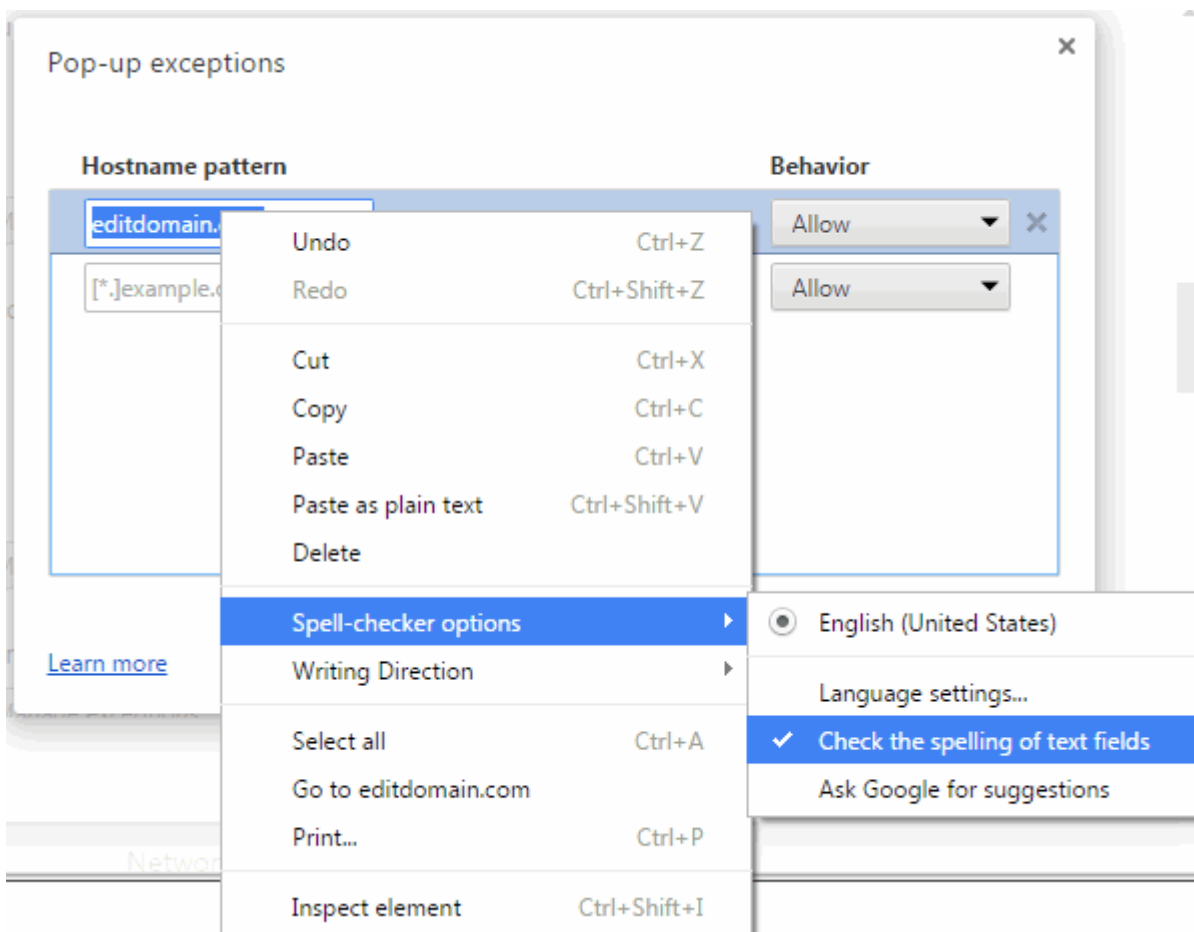 Pop-up exceptions
Hostname pattern Behavior
editdomain. Allow
[*.]example. Allow
Undo Ctrl+Z
Redo Ctrl+Shift+Z
Cut Ctrl+X
Copy Ctrl+C
Paste Ctrl+V
Paste as plain text Ctrl+Shift+V
Delete
Spell-checker options
English (United States)
Learn more
Writing Direction
Language settings...
Select all Ctrl+A
Check the spelling of text fields
Go to editdomain.com
Ask Google for suggestions
Print... Ctrl+P
Networ
Inspect element Ctrl+Shift+I